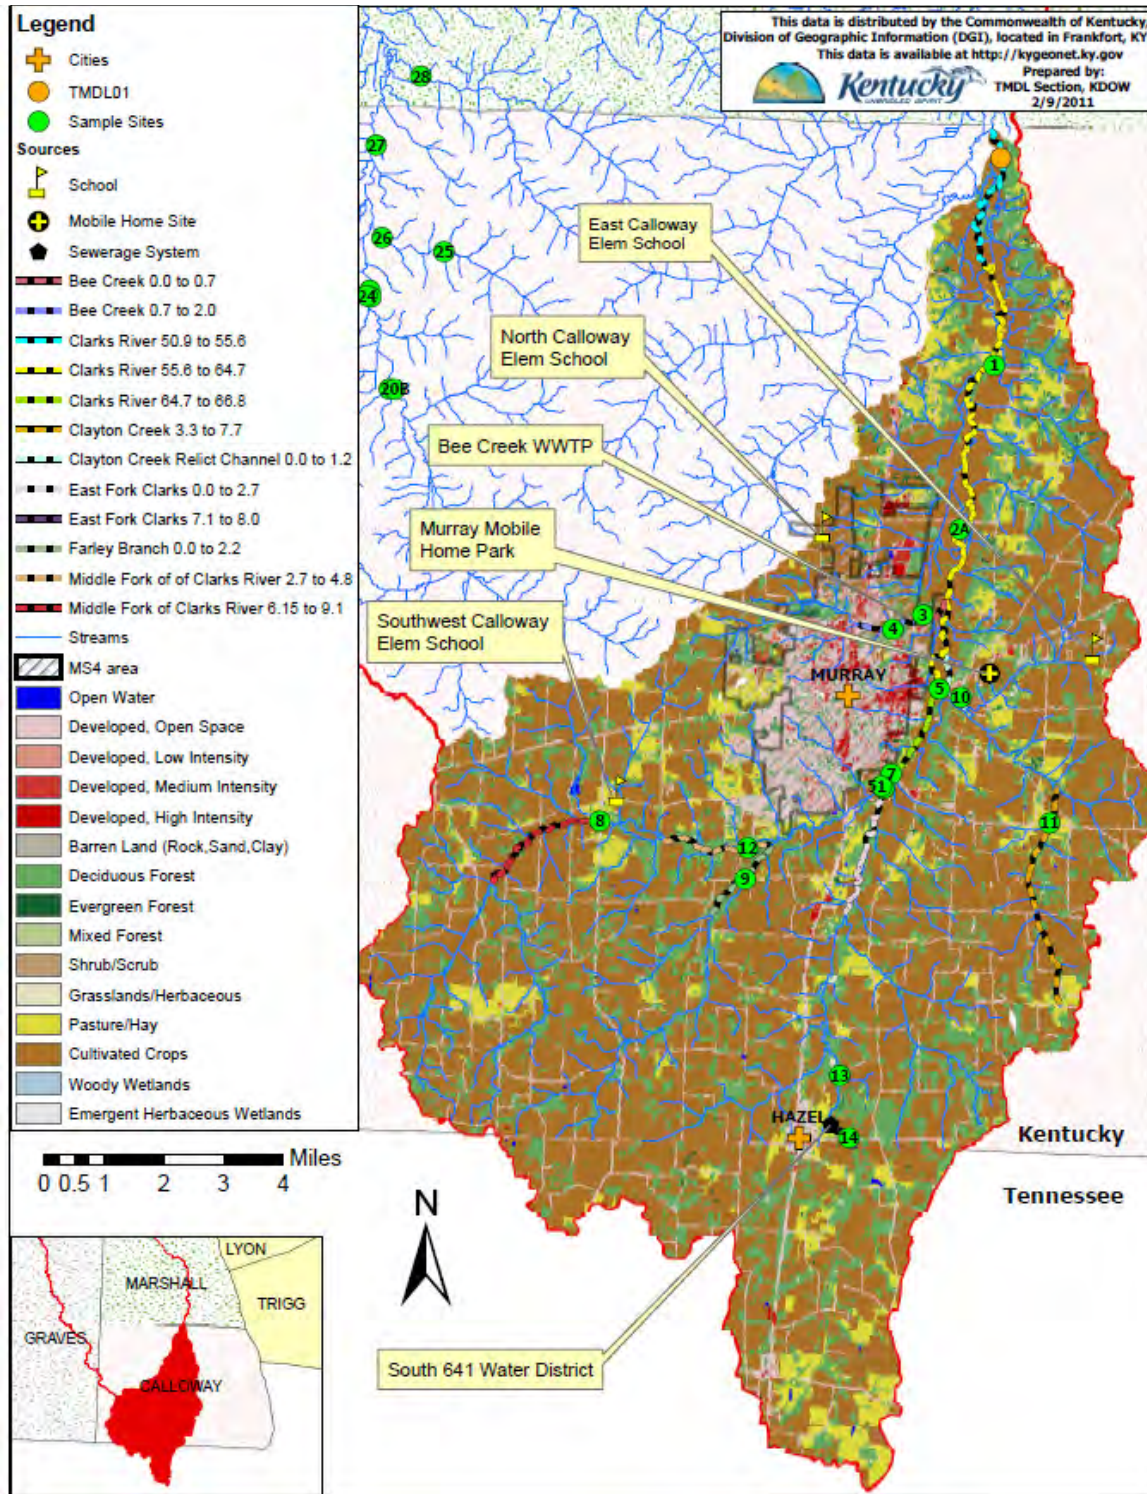 Legend
Cities
TMDL01
Sample Sites
Sources
School
Mobile Home Site
Sewerage System
Bee Creek 0.0 to 0.7
Bee Creek 0.7 to 2.0
Clarks River 50.9 to 55.6
Clarks River 55.6 to 64.7
Clarks River 64.7 to 66.8
Clayton Creek 3.3 to 7.7
Clayton Creek Relict Channel 0.0 to 1.2
East Fork Clarks 0.0 to 2.7
East Fork Clarks 7.1 to 8.0
Farley Branch 0.0 to 2.2
Middle Fork of of Clarks River 2.7 to 4.8
Middle Fork of Clarks River 6.15 to 9.1
Streams
MS4 area
Open Water
Developed, Open Space
Developed, Low Intensity
Developed, Medium Intensity
Developed, High Intensity
Barren Land (Rock,Sand,Clay)
Deciduous Forest
Evergreen Forest
Mixed Forest
Shrub/Scrub
Grasslands/Herbaceous
Pasture/Hay
Cultivated Crops
Woody Wetlands
Emergent Herbaceous Wetlands
Miles
0 0.5 1 2 3 4
N
LYON
MARSHALL
TRIGG
GRAVES
CALLOWAY
This data is distributed by the Commonwealth of Kentucky,
Division of Geographic Information (DGI), located in Frankfort, KY
This data is available at http://kygeonet.ky.gov
Kentucky
UNBRIDLED SPIRIT
Prepared by:
TMDL Section, KDOW
2/9/2011
28
27
26
25
24
20B
East Calloway
Elem School
North Calloway
Elem School
Bee Creek WWTP
Murray Mobile
Home Park
Southwest Calloway
Elem School
1
2A
3
4
MURRAY
5
10
7
51
8
11
12
9
13
HAZEL
14
Kentucky
Tennessee
South 641 Water District